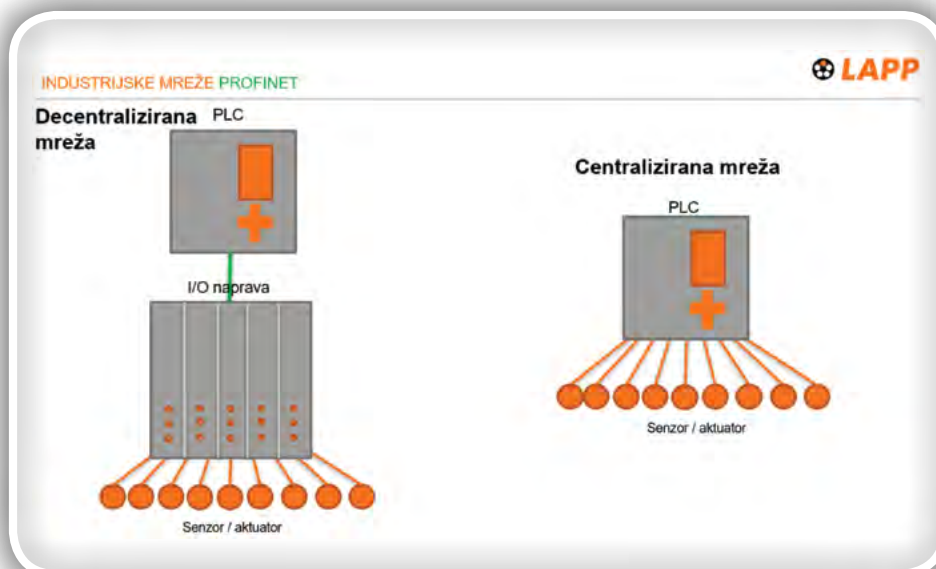 INDUSTRIJSKE MREŽE PROFINET
LAPP
Decentralizirana
mreža
PLC
I/O naprava
Senzor / aktuator
Centralizirana mreža
PLC
Senzor / aktuator